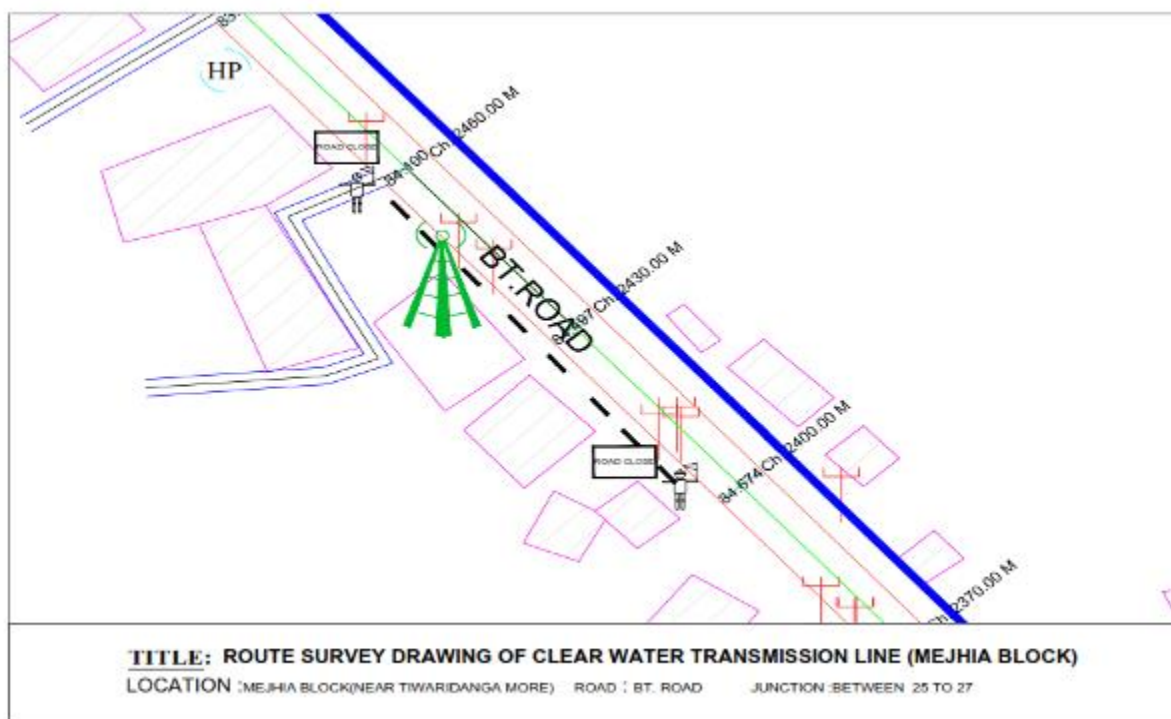 HP
ROAD CLOSE
84.190 Ch:2460.00 M
BT.ROAD
Ch:2430.00 M
ROAD CLOSE
84.674 Ch:2400.00 M
Ch:2370.00 M
TITLE: ROUTE SURVEY DRAWING OF CLEAR WATER TRANSMISSION LINE (MEJHIA BLOCK)
LOCATION :MEJHIA BLOCK(NEAR TIWARIDANGA MORE) ROAD : BT. ROAD JUNCTION :BETWEEN 25 TO 27